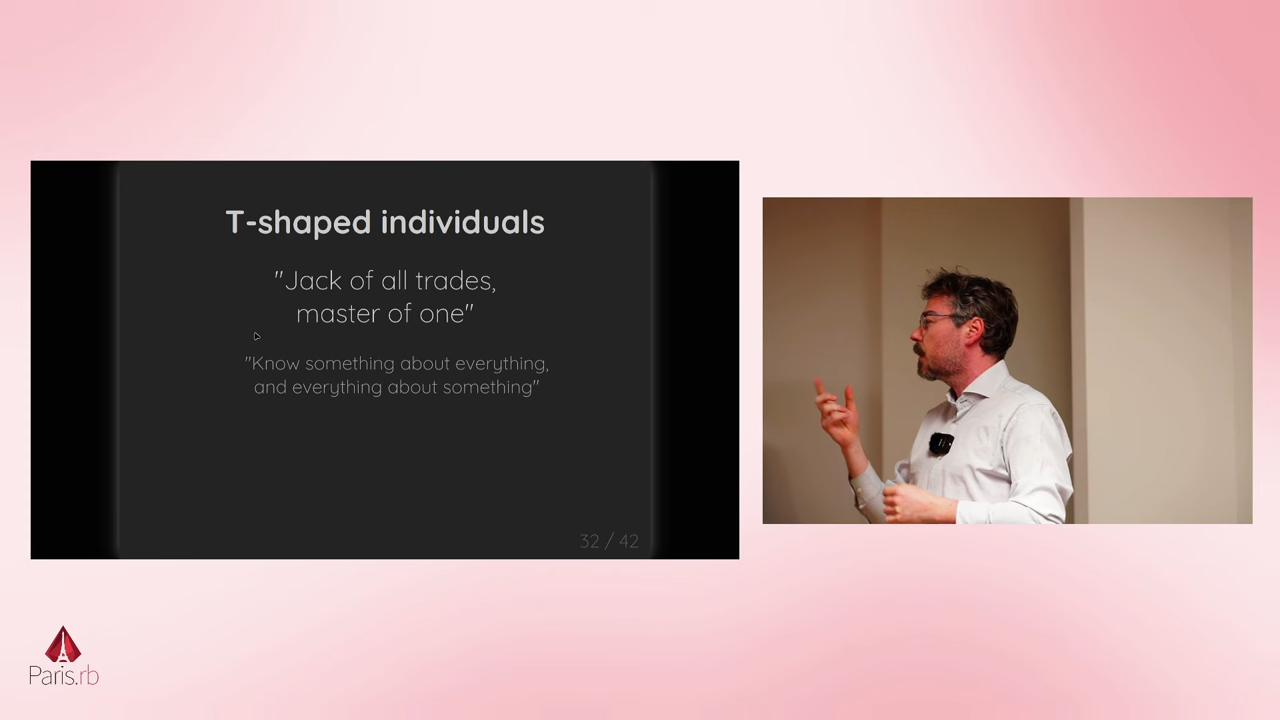 T-shaped individuals
"Jack of all trades,
master of one"
"Know something about everything,
and everything about something"
32 / 42
Paris.rb